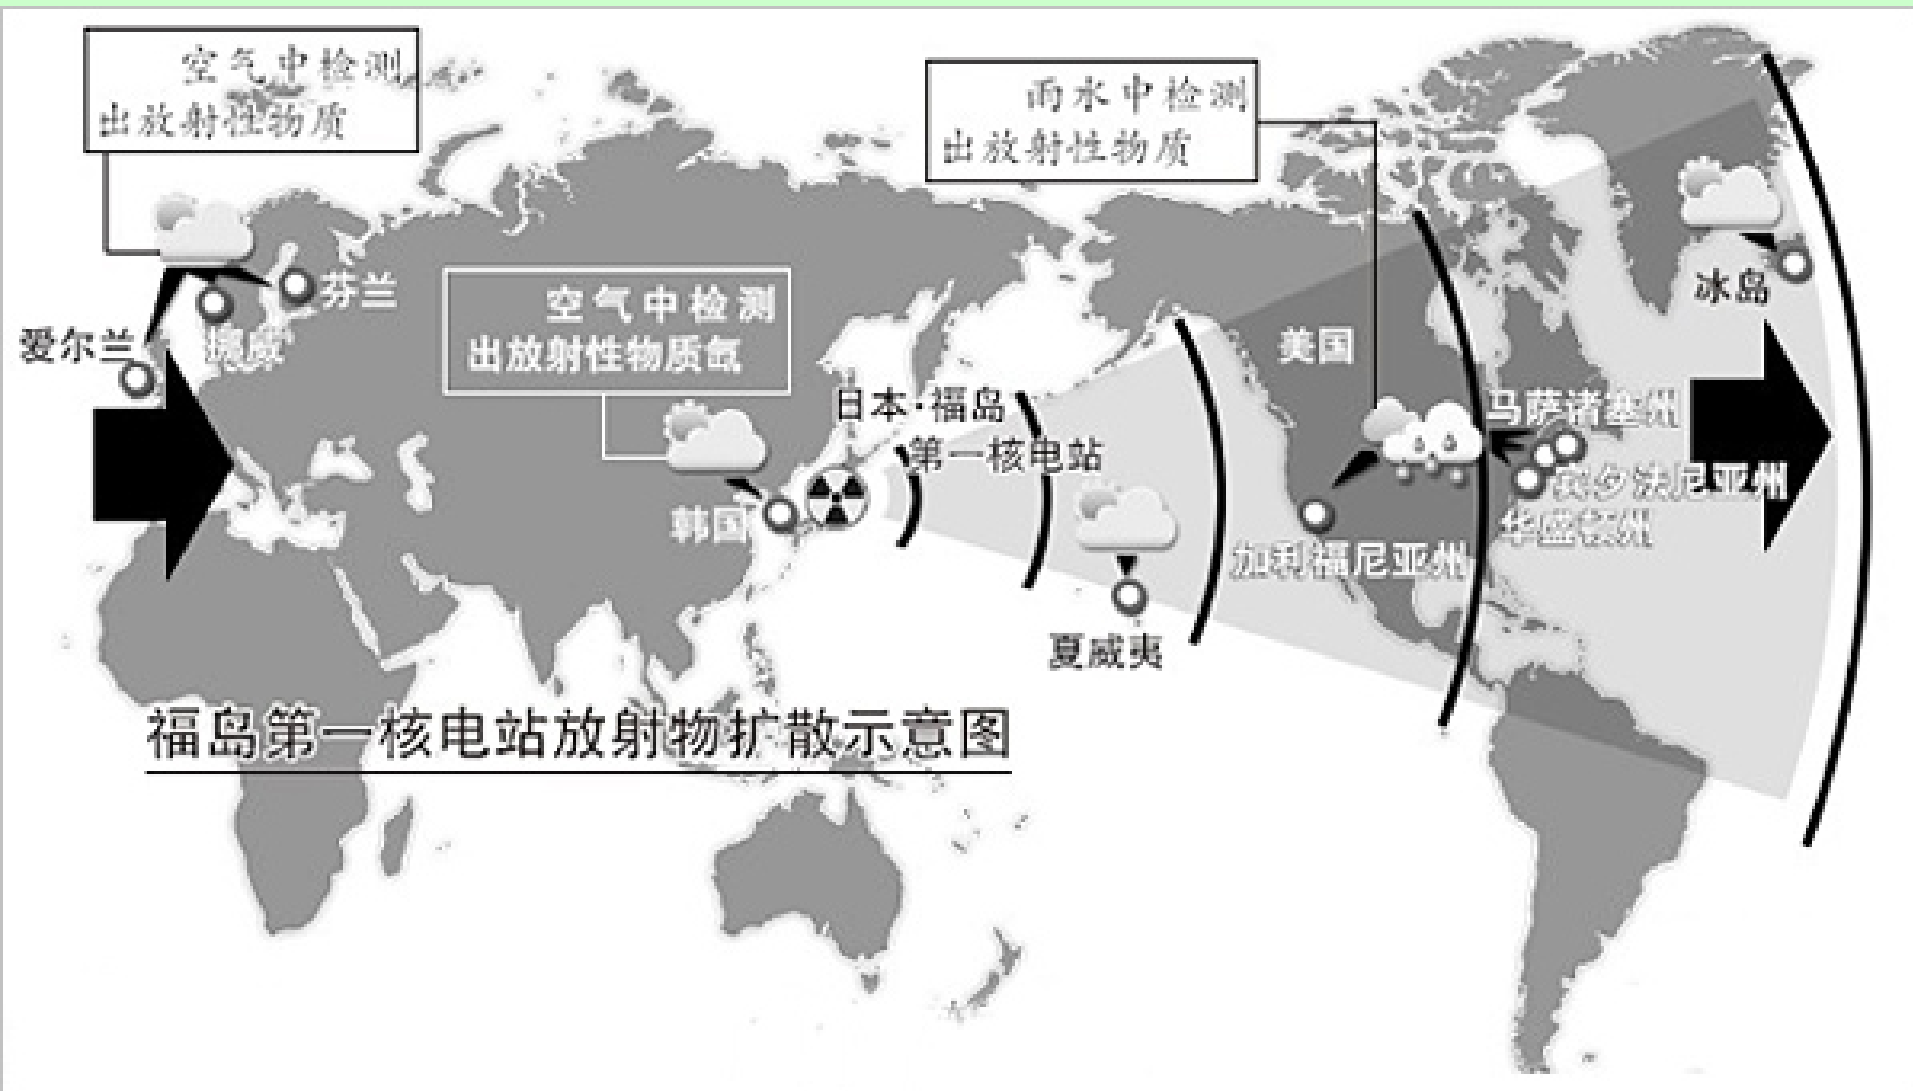 空气中检测
出放射性物质
雨水中检测
出放射性物质
芬兰
挪威
爱尔兰
空气中检测
出放射性物质氙
韩国
日本·福岛
第一核电站
夏威夷
美国
加利福尼亚州
马萨诸塞州
宾夕法尼亚州
华盛顿州
冰岛
福岛第一核电站放射物扩散示意图